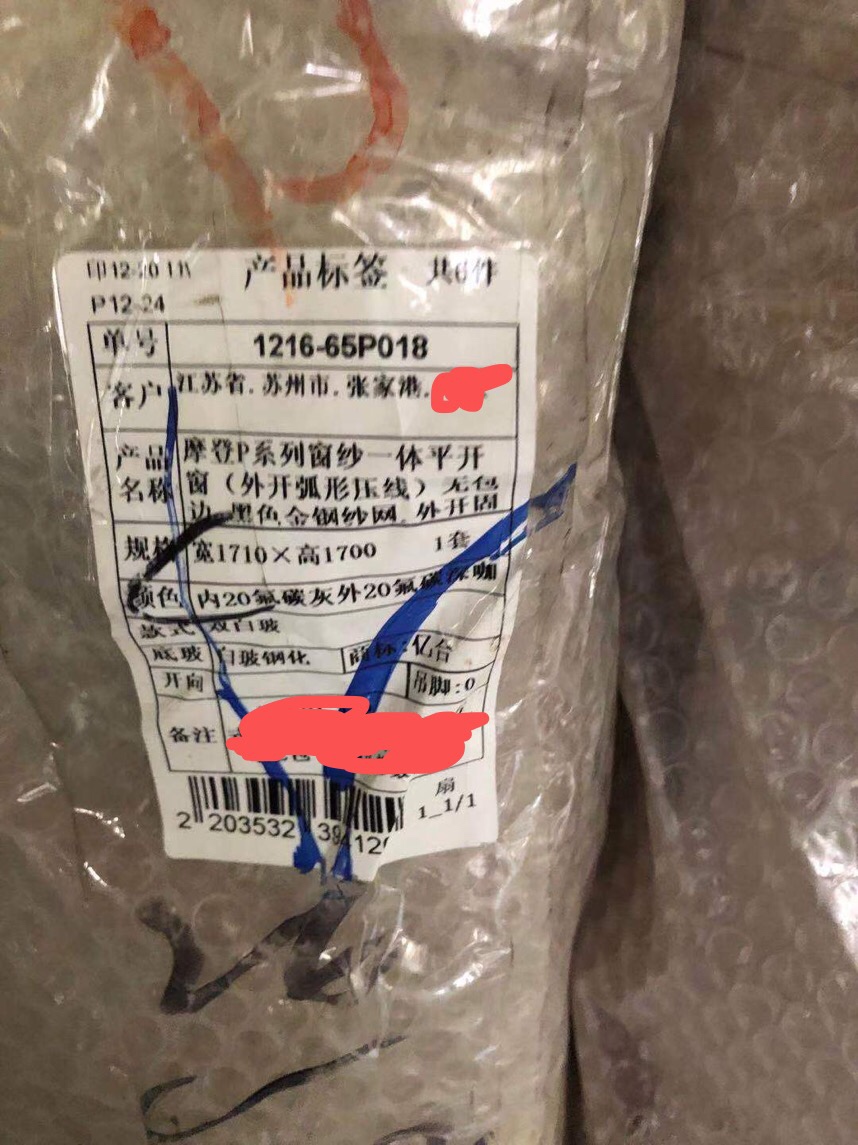 印12-20
产品标签
共6件
P12-24
单号 1216-65P018
客户 江苏省.苏州市.张家港.
产品名称 摩登P系列窗纱一体平开
窗（外开弧形压线）无包
边.黑色金钢纱网.外开固
规格 宽1710×高1700 1套
颜色 内20氟碳灰外20氟碳深咖
款式 双白玻
底玻 白玻钢化 商标:亿台
开向 吊脚:0
备注
扇
1_1/1
2 203532 39 12